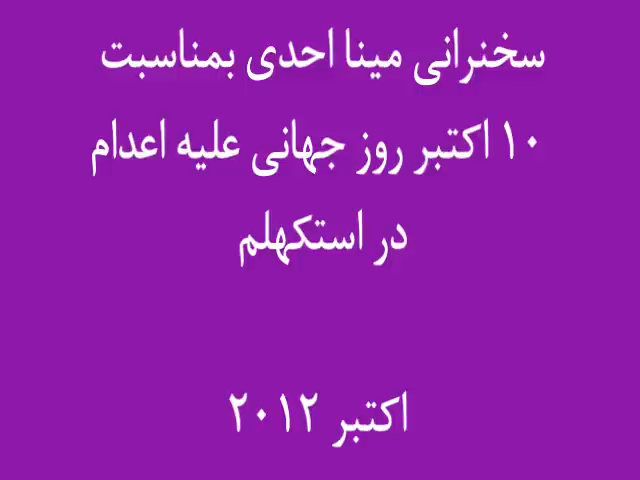 سخنرانی مینا احدی بمناسبت
۱۰ اکتبر روز جهانی علیه اعدام
در استکهلم
اکتبر ۲۰۱۲